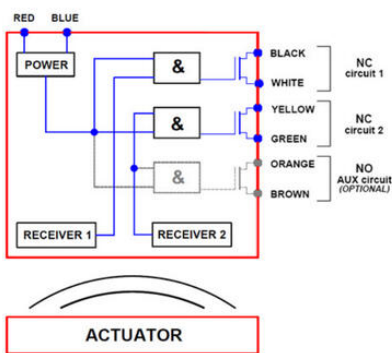 RED BLUE
POWER
&
BLACK
WHITE
NC
circuit 1
&
YELLOW
GREEN
NC
circuit 2
&
ORANGE
BROWN
NO
AUX circuit
(OPTIONAL)
RECEIVER 1
RECEIVER 2
ACTUATOR